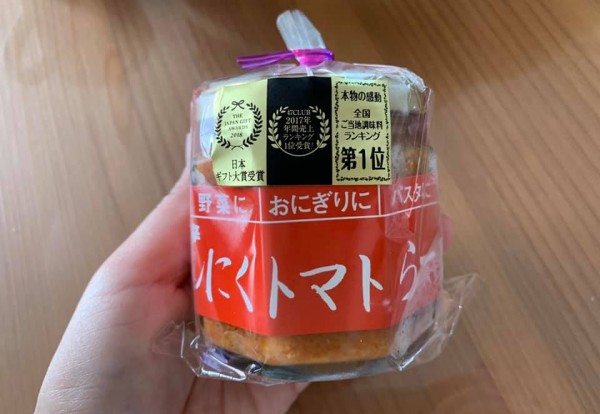 THE
JAPAN GIFT
AWARDS
2018
日本
ギフト大賞受賞
47CLUB
2017年
年間売上
ランキング
1位受賞!
本物の感動
全国
ご当地調味料
ランキング
第1位
野菜に
おにぎりに
パスタに
にくトマトらー